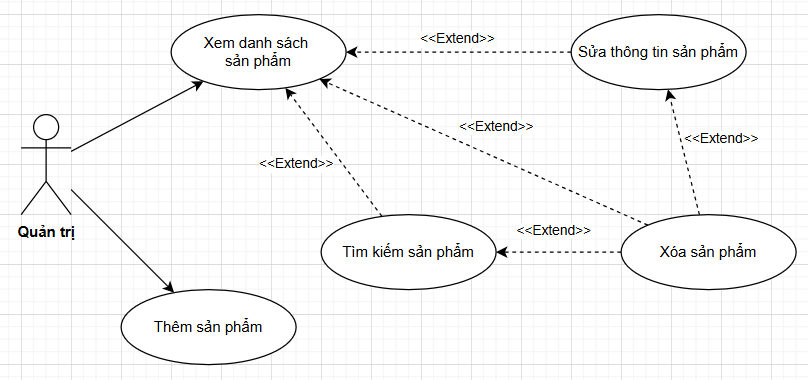 Xem danh sách
sản phẩm
<<Extend>>
Sửa thông tin sản phẩm
<<Extend>>
<<Extend>>
<<Extend>>
Quản trị
Tìm kiếm sản phẩm
<<Extend>>
Xóa sản phẩm
Thêm sản phẩm